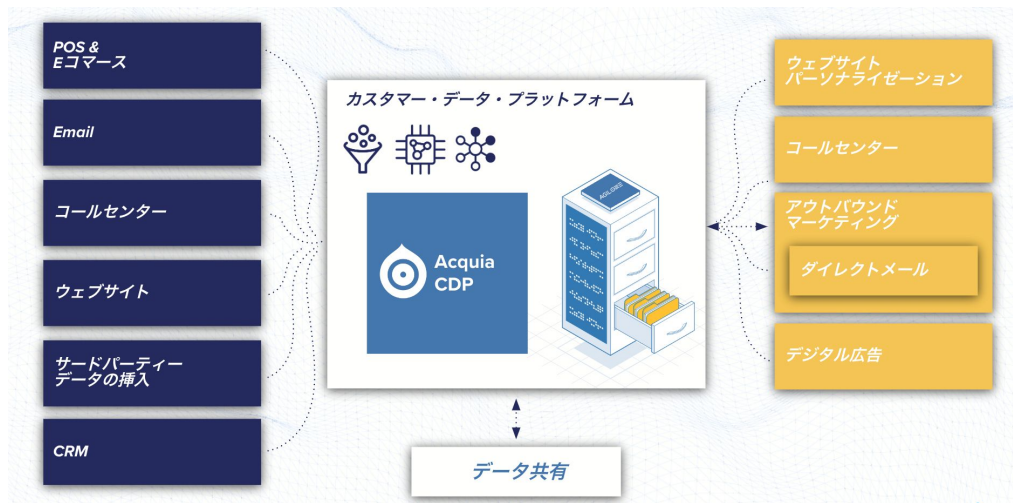 POS &
Eコマース
Email
コールセンター
ウェブサイト
サードパーティー
データの挿入
CRM
カスタマー・データ・プラットフォーム
Acquia
CDP
AGILONE
データ共有
ウェブサイト
パーソナライゼーション
コールセンター
アウトバウンド
マーケティング
ダイレクトメール
デジタル広告